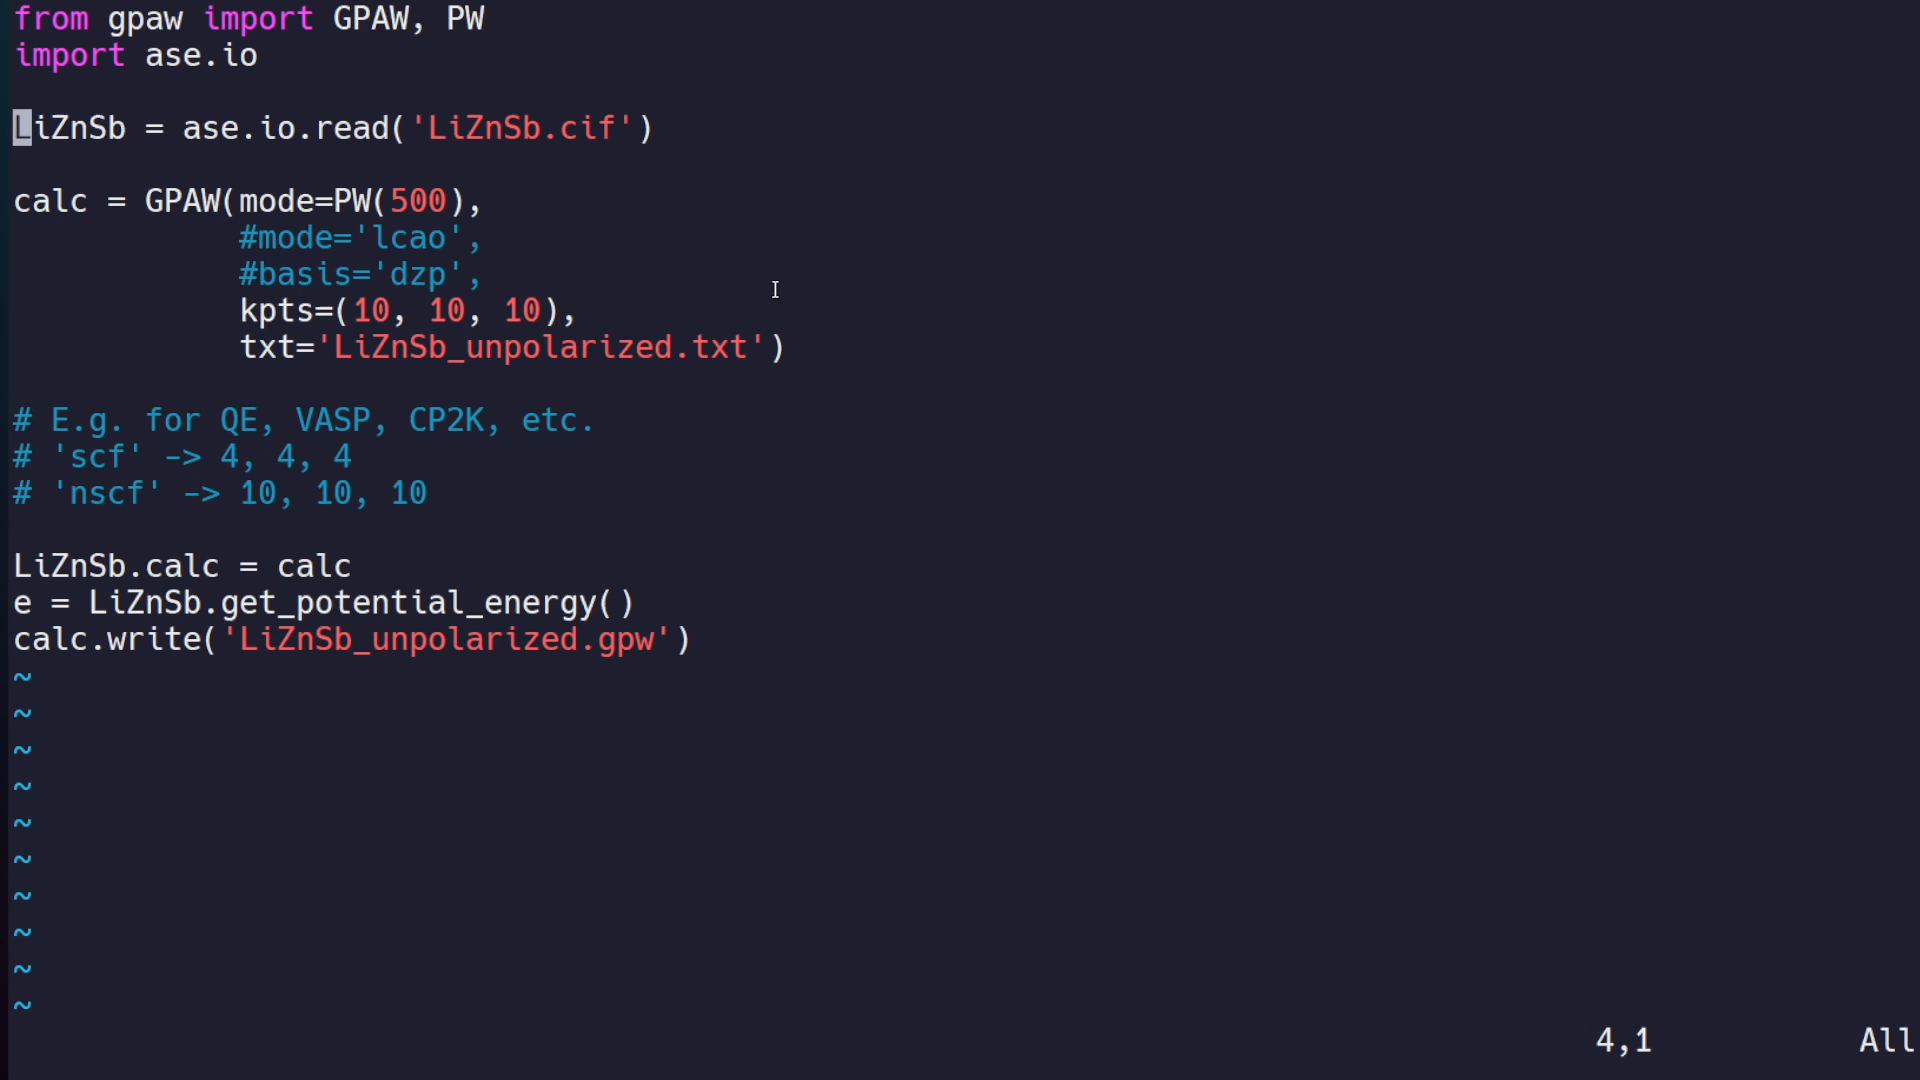 from gpaw import GPAW, PW
import ase.io
LiZnSb = ase.io.read('LiZnSb.cif')
calc = GPAW(mode=PW(500),
            #mode='lcao',
            #basis='dzp',
            kpts=(10, 10, 10),
            txt='LiZnSb_unpolarized.txt')
# E.g. for QE, VASP, CP2K, etc.
# 'scf' -> 4, 4, 4
# 'nscf' -> 10, 10, 10
LiZnSb.calc = calc
e = LiZnSb.get_potential_energy()
calc.write('LiZnSb_unpolarized.gpw')
~
~
~
~
~
~
~
~
~
~
4,1 All